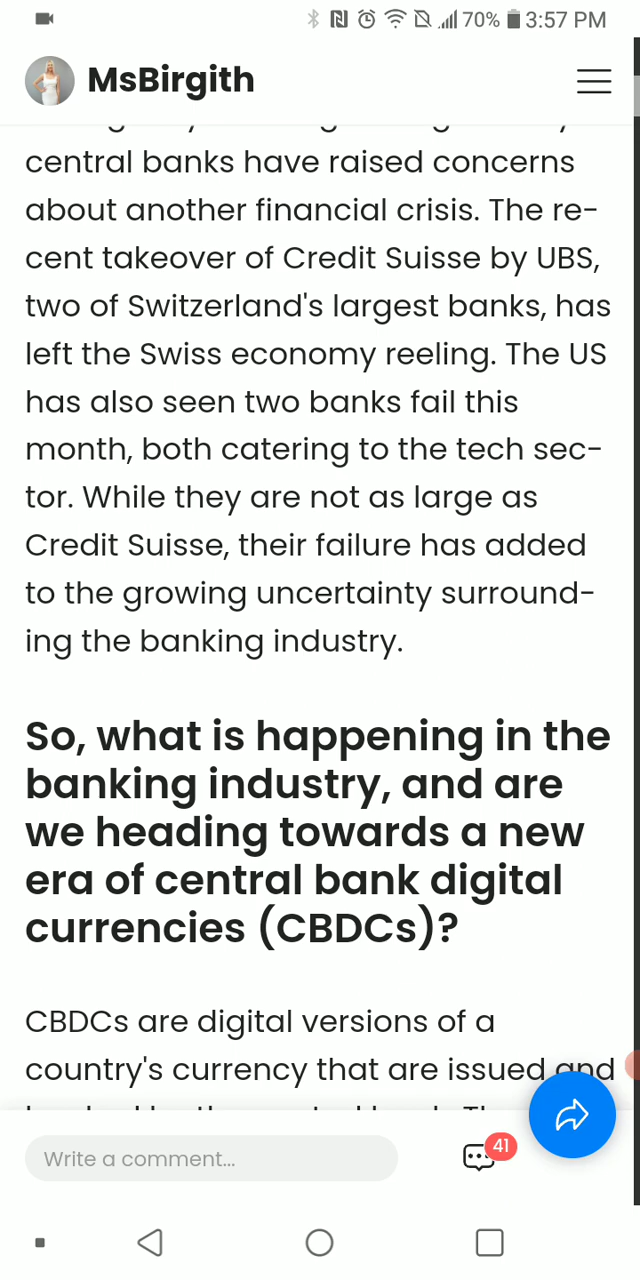 70% 3:57 PM
MsBirgith
central banks have raised concerns
about another financial crisis. The re-
cent takeover of Credit Suisse by UBS,
two of Switzerland's largest banks, has
left the Swiss economy reeling. The US
has also seen two banks fail this
month, both catering to the tech sec-
tor. While they are not as large as
Credit Suisse, their failure has added
to the growing uncertainty surround-
ing the banking industry.
So, what is happening in the
banking industry, and are
we heading towards a new
era of central bank digital
currencies (CBDCs)?
CBDCs are digital versions of a
country's currency that are issued and
Write a comment...
41